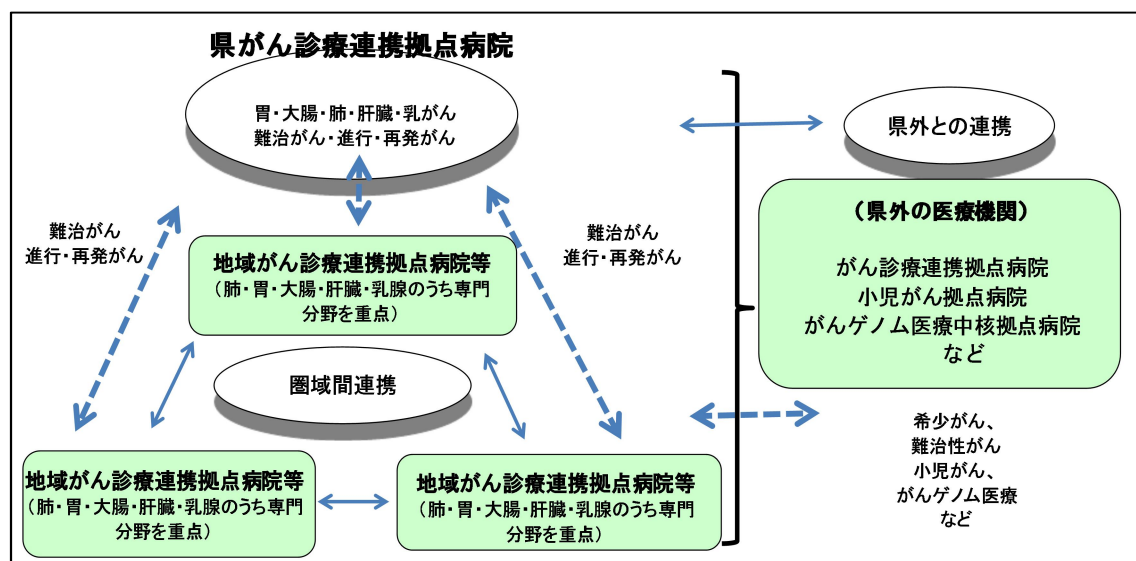 県がん診療連携拠点病院
胃・大腸・肺・肝臓・乳がん
難治がん・進行・再発がん
県外との連携
難治がん
進行・再発がん
難治がん
進行・再発がん
地域がん診療連携拠点病院等
（肺・胃・大腸・肝臓・乳腺のうち専門
分野を重点）
（県外の医療機関）
がん診療連携拠点病院
小児がん拠点病院
がんゲノム医療中核拠点病院
など
圏域間連携
地域がん診療連携拠点病院等
（肺・胃・大腸・肝臓・乳腺のうち専門
分野を重点）
地域がん診療連携拠点病院等
（肺・胃・大腸・肝臓・乳腺のうち専門
分野を重点）
希少がん、
難治性がん
小児がん、
がんゲノム医療
など